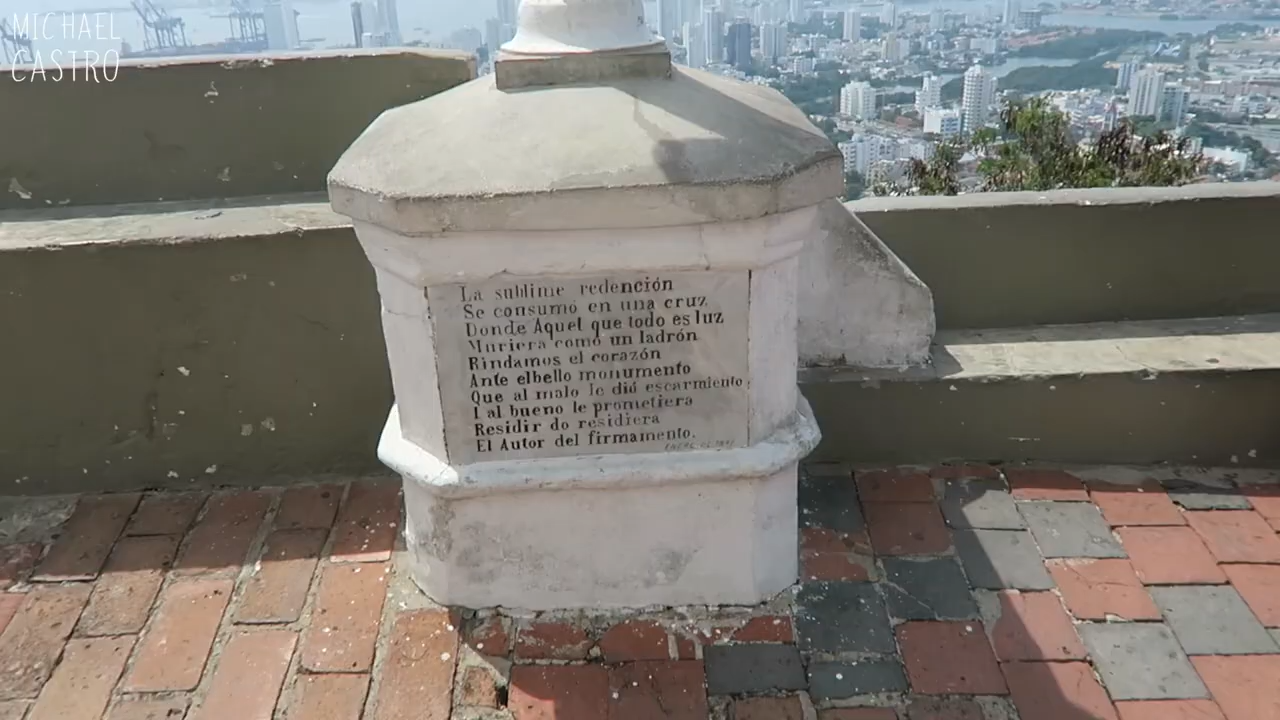 MICHAEL
CASTRO
La sublime redención
Se consumó en una cruz
Donde Aquel que todo es luz
Muriera como un ladrón
Rindamos el corazón
Ante elbello monumento
Que al malo le dió escarmiento
I al bueno le prometiera
Residir do residiera
El Autor del firmamento.